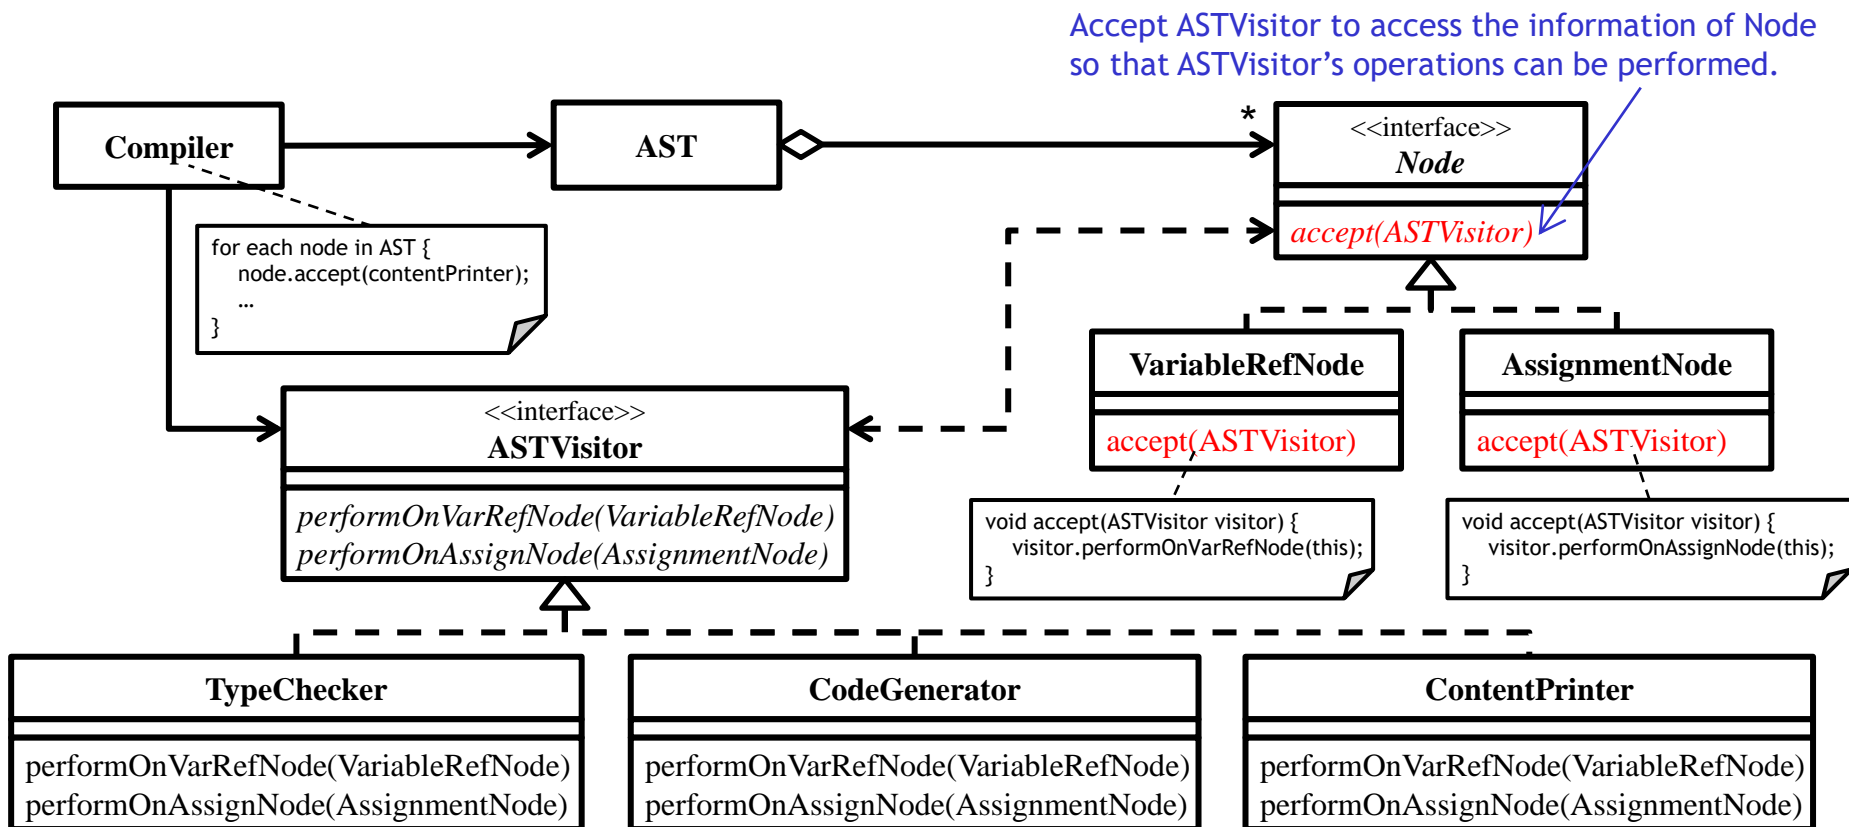 Accept ASTVisitor to access the information of Node
so that ASTVisitor's operations can be performed.
Compiler
AST
*
<<interface>>
Node
accept(ASTVisitor)
for each node in AST {
node.accept(contentPrinter);
...
}
VariableRefNode
accept(ASTVisitor)
AssignmentNode
accept(ASTVisitor)
<<interface>>
ASTVisitor
performOnVarRefNode(VariableRefNode)
performOnAssignNode(AssignmentNode)
void accept(ASTVisitor visitor) {
visitor.performOnVarRefNode(this);
}
void accept(ASTVisitor visitor) {
visitor.performOnAssignNode(this);
}
TypeChecker
performOnVarRefNode(VariableRefNode)
performOnAssignNode(AssignmentNode)
CodeGenerator
performOnVarRefNode(VariableRefNode)
performOnAssignNode(AssignmentNode)
ContentPrinter
performOnVarRefNode(VariableRefNode)
performOnAssignNode(AssignmentNode)